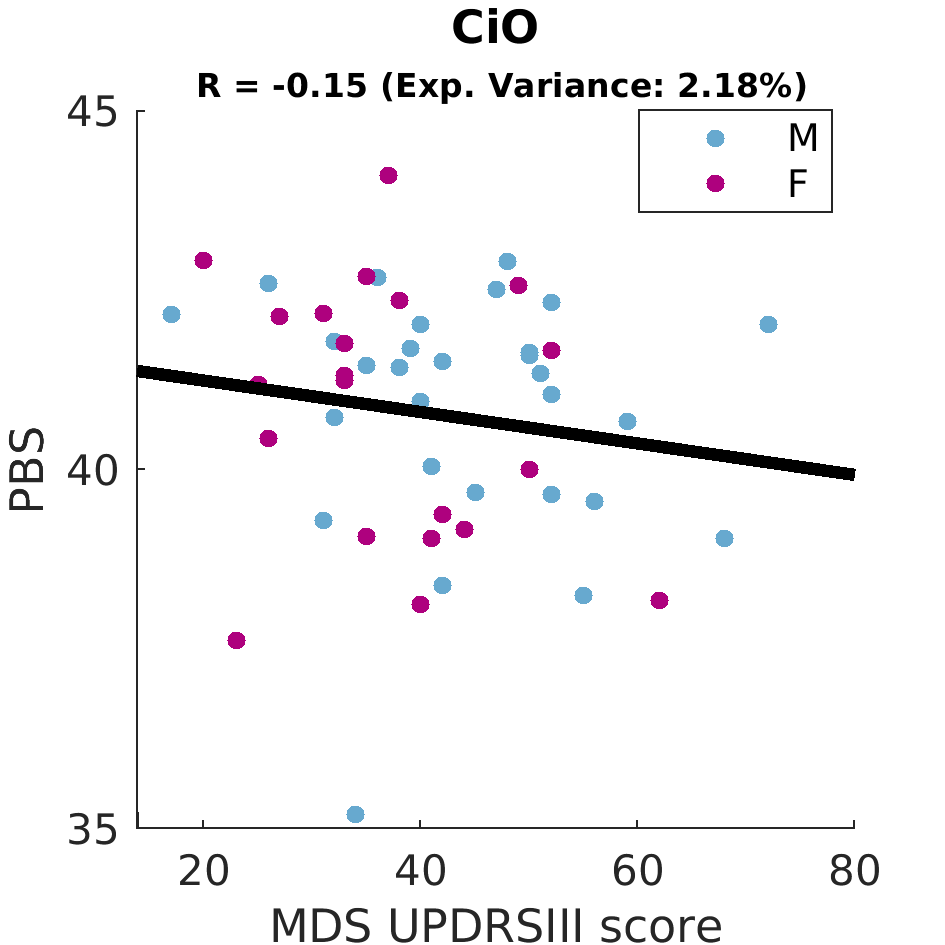 CiO
R = -0.15 (Exp. Variance: 2.18%)
45
M
F
40
PBS
35
20 40 60 80
MDS UPDRSIII score